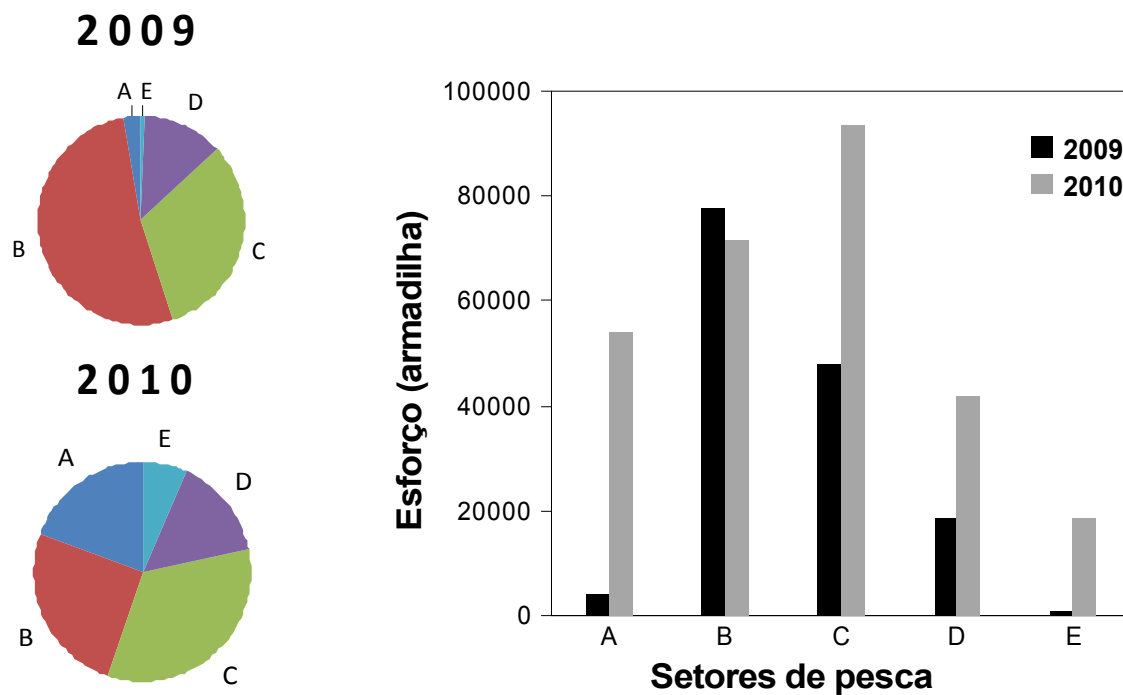 2009
A
E
D
B
C
2010
A
E
D
B
C
100000
80000
60000
40000
20000
0
Esforço (armadilha)
2009
2010
A B C D E
Setores de pesca